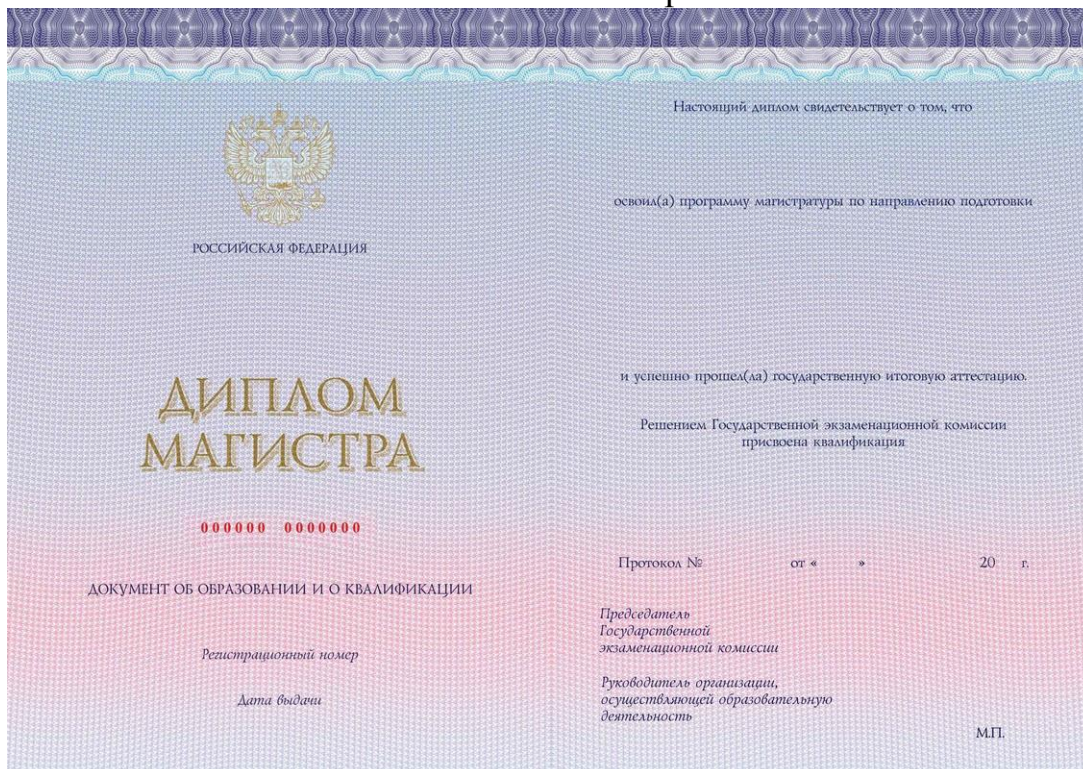 РОССИЙСКАЯ ФЕДЕРАЦИЯ
ДИПЛОМ
МАГИСТРА
000000 0000000
ДОКУМЕНТ ОБ ОБРАЗОВАНИИ И О КВАЛИФИКАЦИИ
Регистрационный номер
Дата выдачи
Настоящий диплом свидетельствует о том, что
освоил(а) программу магистратуры по направлению подготовки
и успешно прошел(ла) государственную итоговую аттестацию.
Решением Государственной экзаменационной комиссии
присвоена квалификация
Протокол № от « » 20 г.
Председатель
Государственной
экзаменационной комиссии
Руководитель организации,
осуществляющей образовательную
деятельность
М.П.